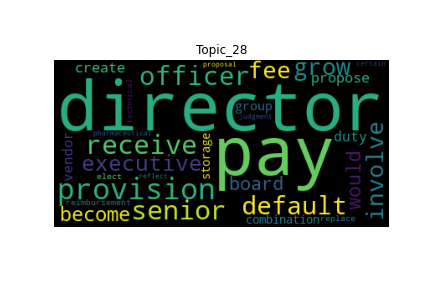 Topic_28
proposal
certain
create
officer
fee
grow
propose
director
technical
group
judgment
pharmaceutical
vendor
receive
storage
pay
duty
executive
involve
elect
reflect
board
would
provision
reimbursement
default
become
senior
combination
replace